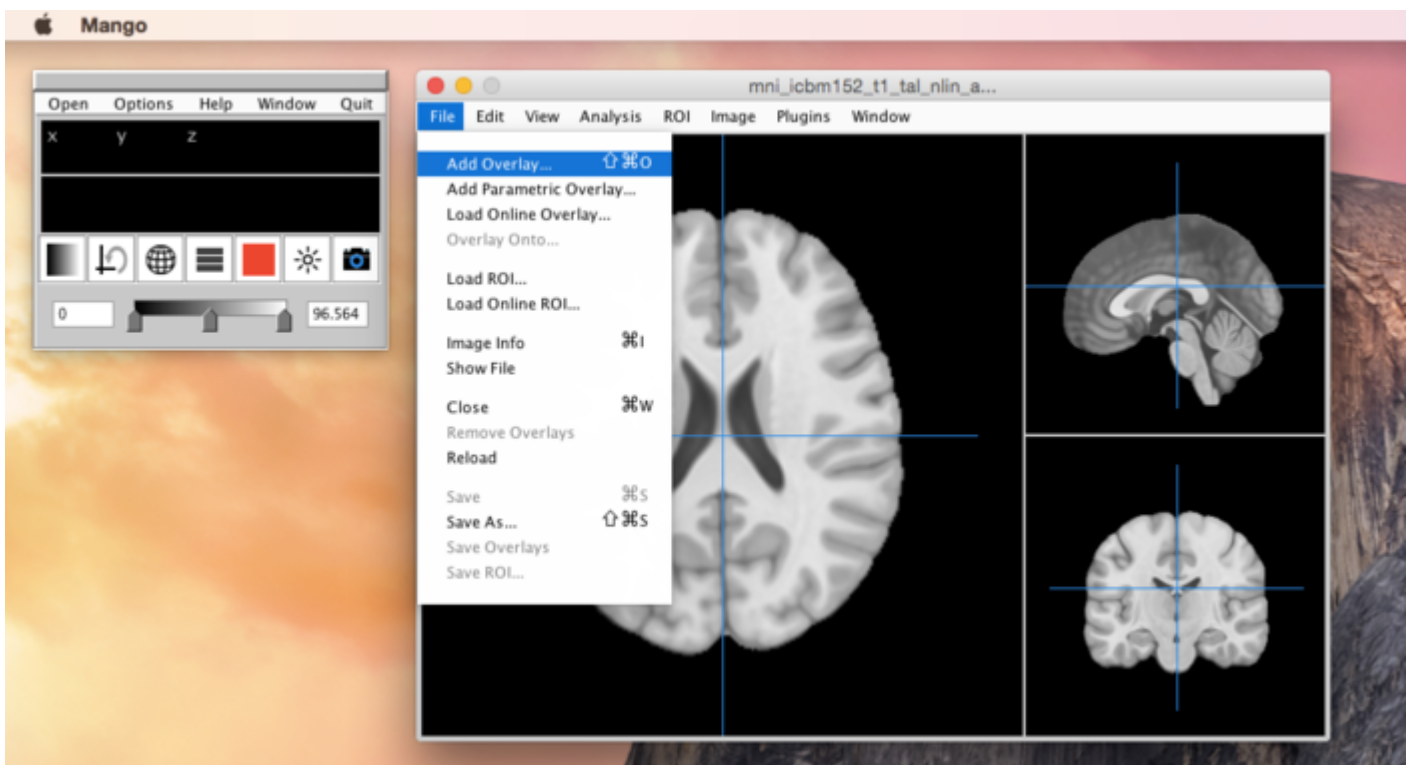 Mango
Open Options Help Window Quit
x y z
0 96.564
mni_icbm152_t1_tal_nlin_a...
File Edit View Analysis ROI Image Plugins Window
Add Overlay... ⇧⌘O
Add Parametric Overlay...
Load Online Overlay...
Overlay Onto...
Load ROI...
Load Online ROI...
Image Info ⌘I
Show File
Close ⌘W
Remove Overlays
Reload
Save ⌘S
Save As... ⇧⌘S
Save Overlays
Save ROI...